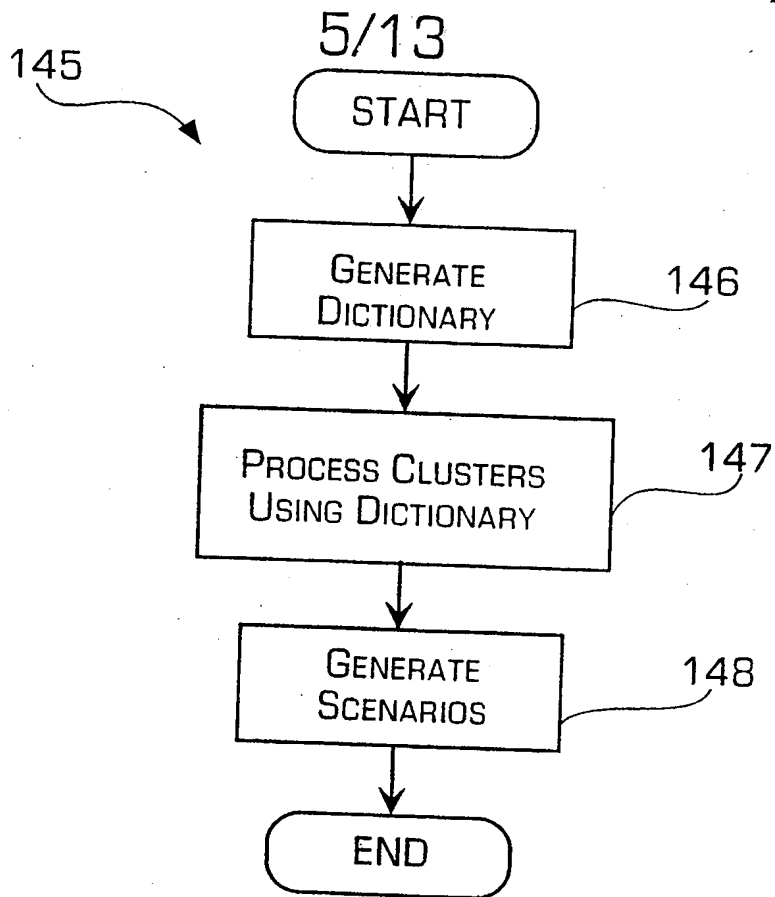 5/13
145
START
GENERATE
DICTIONARY
146
PROCESS CLUSTERS
USING DICTIONARY
147
GENERATE
SCENARIOS
148
END